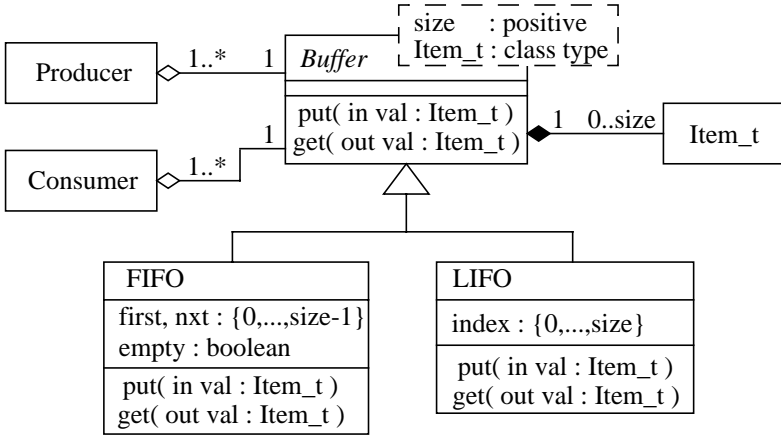 size : positive
Item_t : class type
Producer
1..*
1
Buffer
put( in val : Item_t )
get( out val : Item_t )
1
0..size
Item_t
Consumer
1..*
1
FIFO
first, nxt : {0,...,size-1}
empty : boolean
put( in val : Item_t )
get( out val : Item_t )
LIFO
index : {0,...,size}
put( in val : Item_t )
get( out val : Item_t )